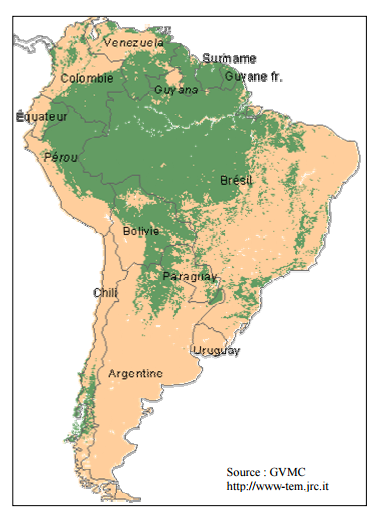 Venezuela
Suriname
Colombie
Guyane fr.
Guyana
Équateur
Pérou
Brésil
Bolivie
Paraguay
Chili
Uruguay
Argentine
Source : GVMC
http://www-tem.jrc.it